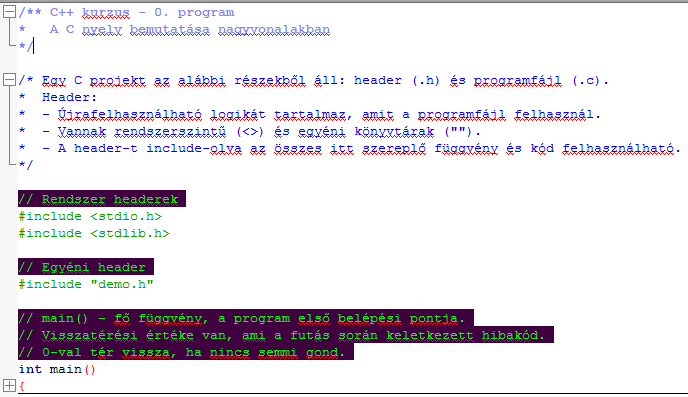 /** C++ kurzus - 0. program
*   A C nyely bemutatása nagyvonalakban
*/
/* Egy C projekt az alábbi részekből áll: header (.h) és programfájl (.c).
*  Header:
*  - Újrafelhasználható logikát tartalmaz, amit a programfájl felhasznál.
*  - Vannak rendszerszintű (<>) és egyéni könyvtárak ("").
*  - A header-t include-olva az összes itt szereplő függvény és kód felhasználható.
*/
// Rendszer headerek
#include <stdio.h>
#include <stdlib.h>
// Egyéni header
#include "demo.h"
// main() - fő függvény, a program első belépési pontja.
// Visszatérési értéke van, ami a futás során keletkezett hibakód.
// 0-val tér vissza, ha nincs semmi gond.
int main()
{